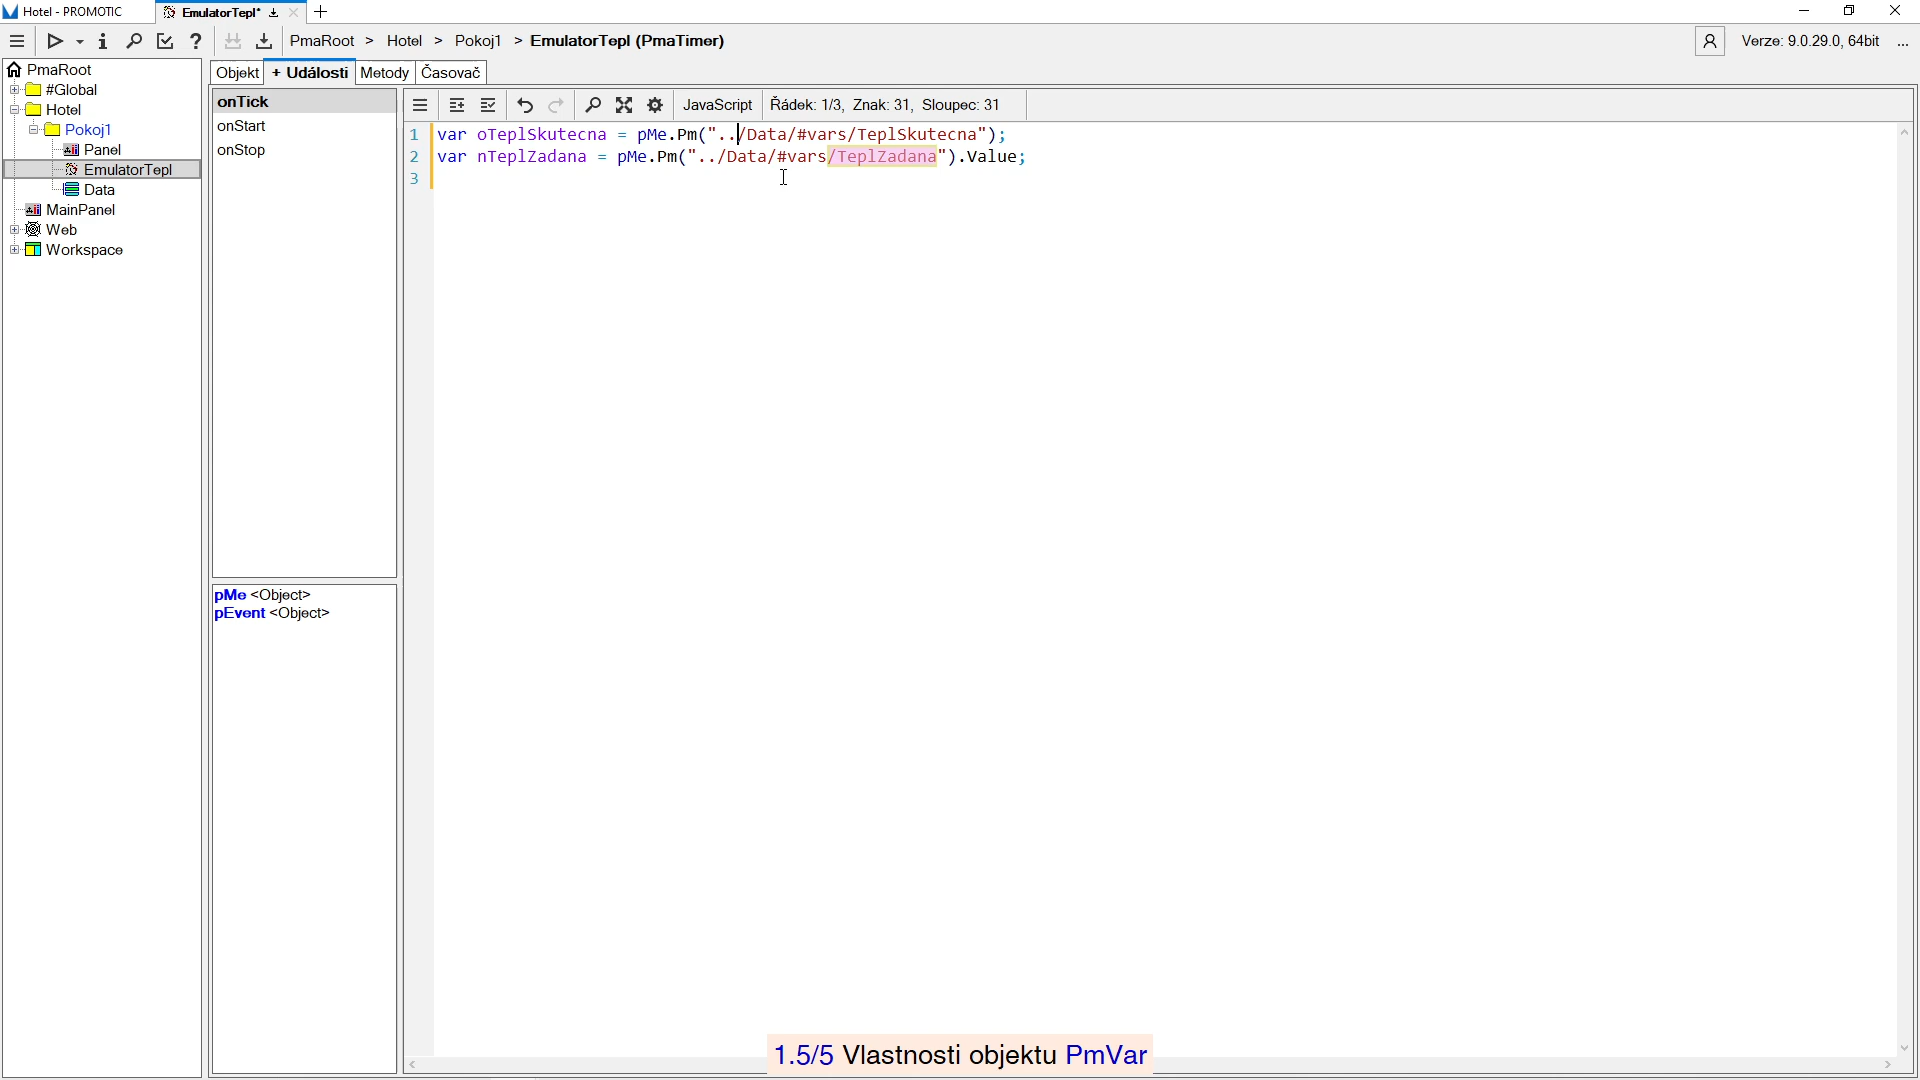 Hotel - PROMOTIC
EmulatorTepl*
PmaRoot > Hotel > Pokoj1 > EmulatorTepl (PmaTimer)
Verze: 9.0.29.0, 64bit ...
PmaRoot
#Global
Hotel
Pokoj1
Panel
EmulatorTepl
Data
MainPanel
Web
Workspace
Objekt + Události Metody Časovač
onTick
onStart
onStop
pMe <Object>
pEvent <Object>
JavaScript Řádek: 1/3, Znak: 31, Sloupec: 31
1 var oTeplSkutecna = pMe.Pm("../Data/#vars/TeplSkutecna");
2 var nTeplZadana = pMe.Pm("../Data/#vars/TeplZadana").Value;
3
1.5/5 Vlastnosti objektu PmVar